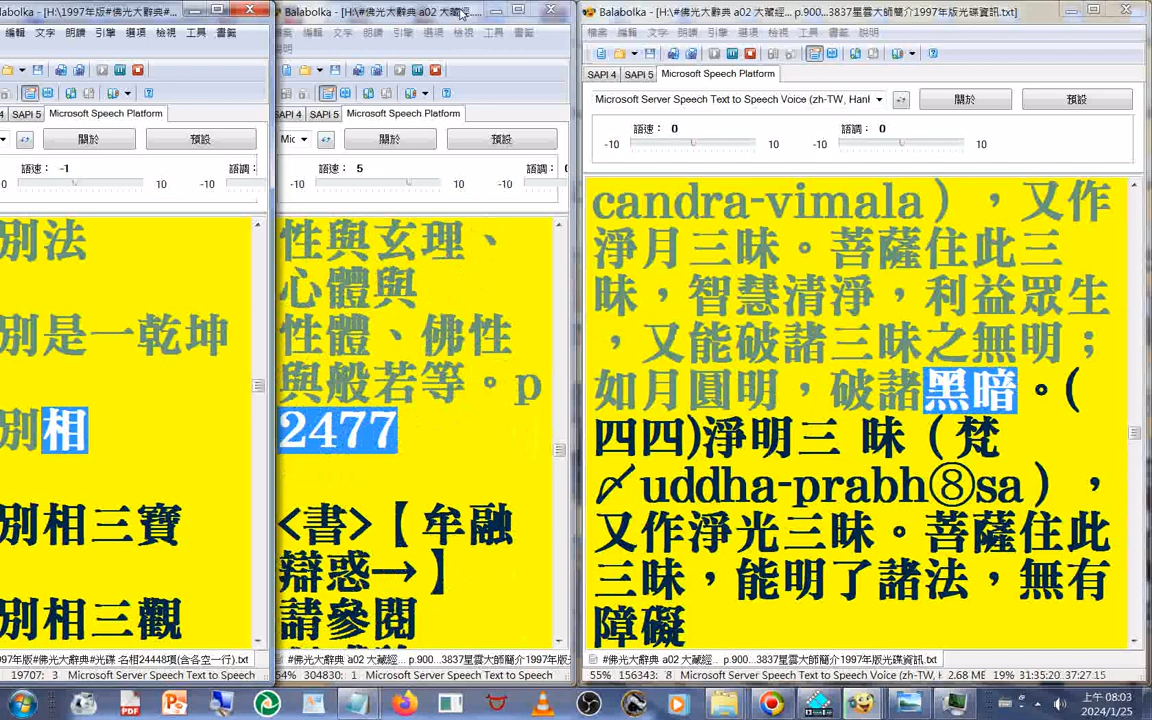 alabolka - [H:\1997年版#佛光大辭典#...
編輯 文字 朗讀 引擎 選項 檢視 工具 書籤
4 SAPI 5 Microsoft Speech Platform
關於 預設
語速： -1 語調：
0 10 -10
別法
別是一乾坤
別相
別相三寶
別相三觀
97年版#佛光大辭典#光碟 名相24448項(含各空一行).txt
19707: 3 Microsoft Server Speech Text to Speech Voice
Balabolka - [H:\#佛光大辭典 a02 大藏經...
檔案 編輯 文字 朗讀 引擎 選項 檢視 工具 書籤
說明
API 4 SAPI 5 Microsoft Speech Platform
Mic 關於 預設
語速： 5 語調： 0
-10 10 -10
性與玄理、
心體與
性體、佛性
與般若等。p
2477
<書>【牟融
辯惑→】
請參閱
#佛光大辭典 a02 大藏經... p.900...3837星雲大師簡介1997年版
54% 304830: 1 Microsoft Server Speech Text to
Balabolka - [H:\#佛光大辭典 a02 大藏經... p.900...3837星雲大師簡介1997年版光碟資訊.txt]
檔案 編輯 文字 朗讀 引擎 選項 檢視 工具 書籤 說明
SAPI 4 SAPI 5 Microsoft Speech Platform
Microsoft Server Speech Text to Speech Voice (zh-TW, Hanl 關於 預設
語速： 0 語調： 0
-10 10 -10 10
candra-vimala），又作
淨月三昧。菩薩住此三
昧，智慧清淨，利益眾生
，又能破諸三昧之無明；
如月圓明，破諸黑暗。(
四四)淨明三 昧（梵
〆uddha-prabh⑧sa），
又作淨光三昧。菩薩住此
三昧，能明了諸法，無有
障礙
#佛光大辭典 a02 大藏經... p.900...3837星雲大師簡介1997年版光碟資訊.txt
55% 156343: 8 Microsoft Server Speech Text to Speech Voice (zh-TW, H 2.68 ME 19% 31:35:20 37:27:15
上午 08:03
2024/1/25